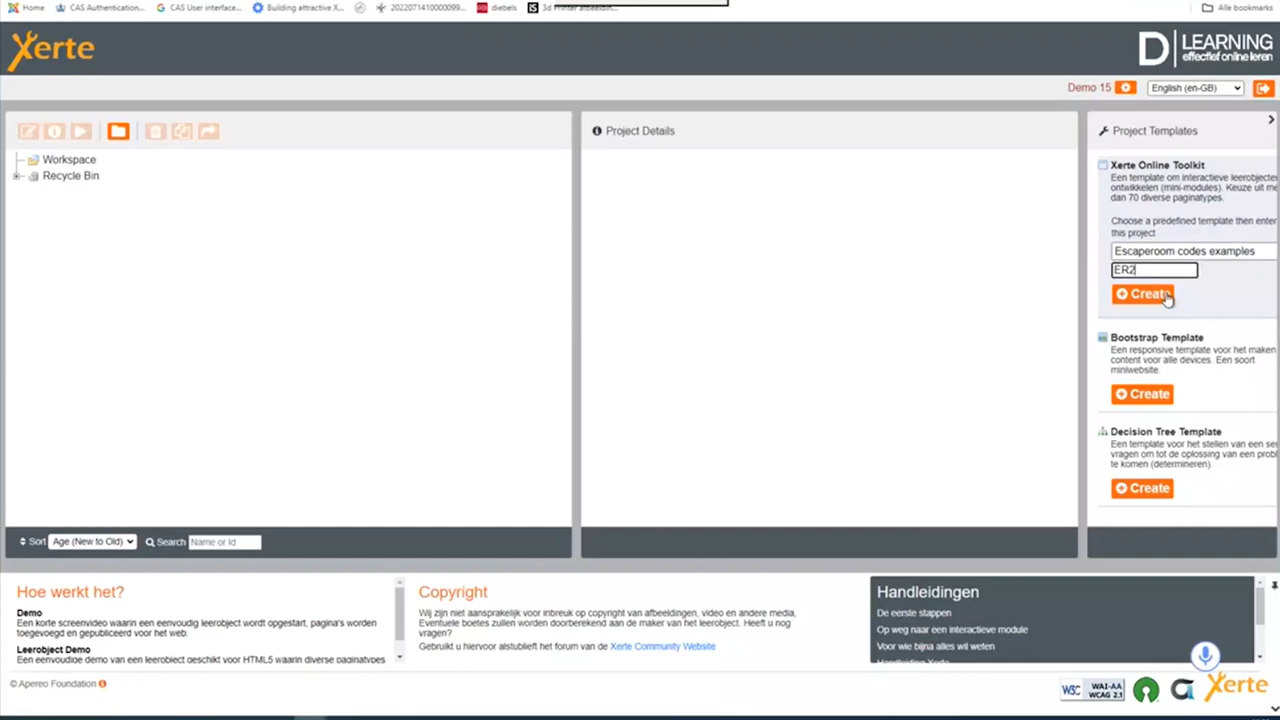 Home CAS Authentication... CAS User interface... Building attractive X... 2022071410000099... diebels Alle bookmarks
Xerte
D LEARNING
effectief online leren
Demo 15 English (en-GB)
Project Details
Project Templates
Workspace
Recycle Bin
Xerte Online Toolkit
Een template om interactieve leerobjecte
ontwikkelen (mini-modules). Keuze uit me
dan 70 diverse paginatypes.
Choose a predefined template then enter
this project
Escaperoom codes examples
ER2
Create
Bootstrap Template
Een responsive template voor het maken
content voor alle devices. Een soort
miniwebsite.
Create
Decision Tree Template
Een template voor het stellen van een se
vragen om tot de oplossing van een probl
te komen (determineren).
Create
Sort Age (New to Old) Search Name or Id
Hoe werkt het?
Demo
Een korte screenvideo waarin een eenvoudig leerobject wordt opgestart, pagina's worden
toegevoegd en gepubliceerd voor het web.
Leerobject Demo
Een eenvoudige demo van een leerobject geschikt voor HTML5 waarin diverse paginatypes
Copyright
Wij zijn niet aansprakelijk voor inbreuk op copyright van afbeeldingen, video en andere media.
Eventuele boetes zullen worden doorberekend aan de maker van het leerobject. Heeft u nog
vragen?
Gebruikt u hiervoor alstublieft het forum van de Xerte Community Website
Handleidingen
De eerste stappen
Op weg naar een interactieve module
Voor wie bijna alles wil weten
Handleiding Xerte
© Apereo Foundation
W3C WAI-AA
WCAG 2.1
Xerte